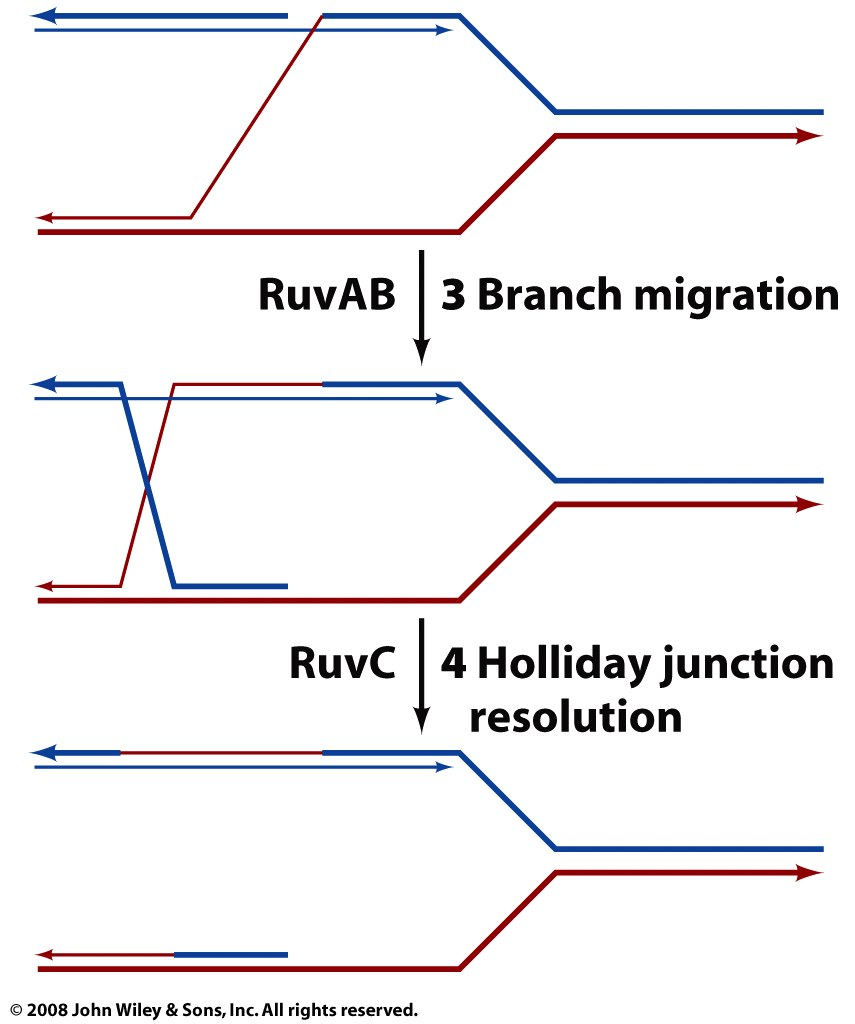 RuvAB 3 Branch migration
RuvC 4 Holliday junction
resolution
© 2008 John Wiley & Sons, Inc. All rights reserved.